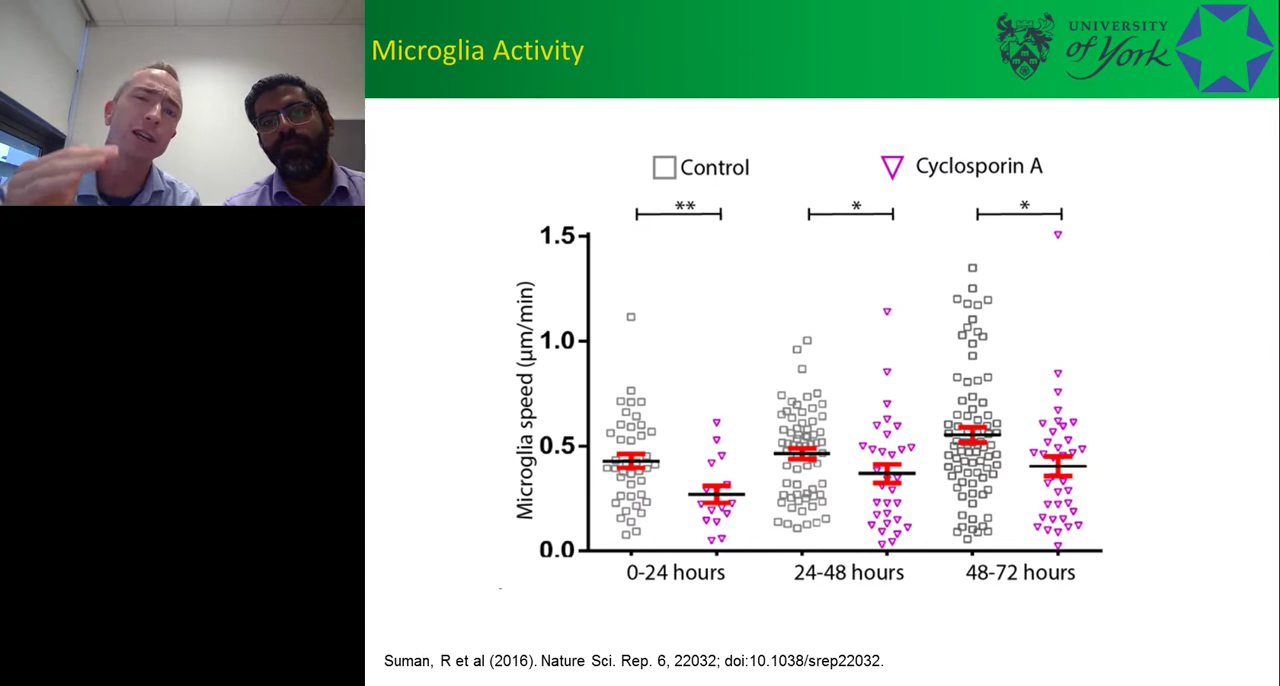 Microglia Activity
UNIVERSITY
of York
Control
Cyclosporin A
**
*
*
Microglia speed (µm/min)
1.5
1.0
0.5
0.0
0-24 hours
24-48 hours
48-72 hours
Suman, R et al (2016). Nature Sci. Rep. 6, 22032; doi:10.1038/srep22032.